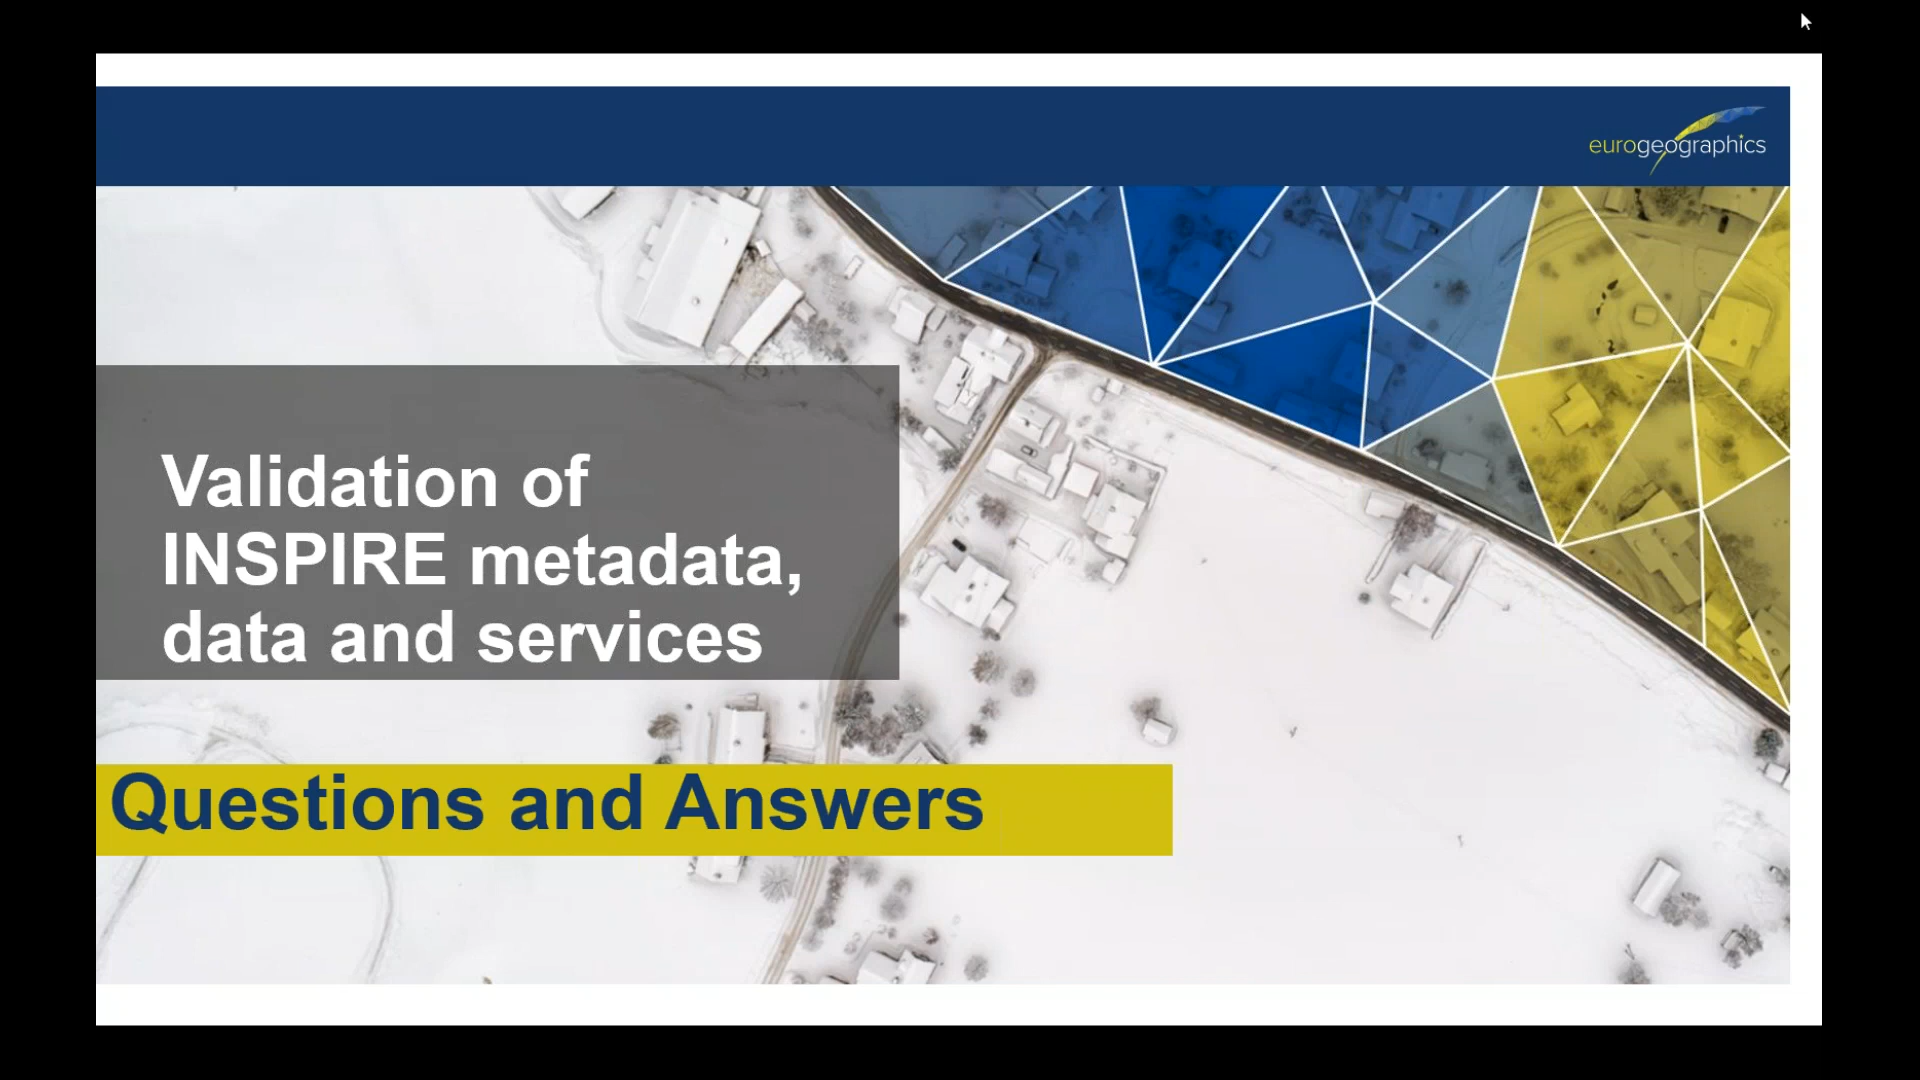 eurogeographics
Validation of
INSPIRE metadata,
data and services
Questions and Answers